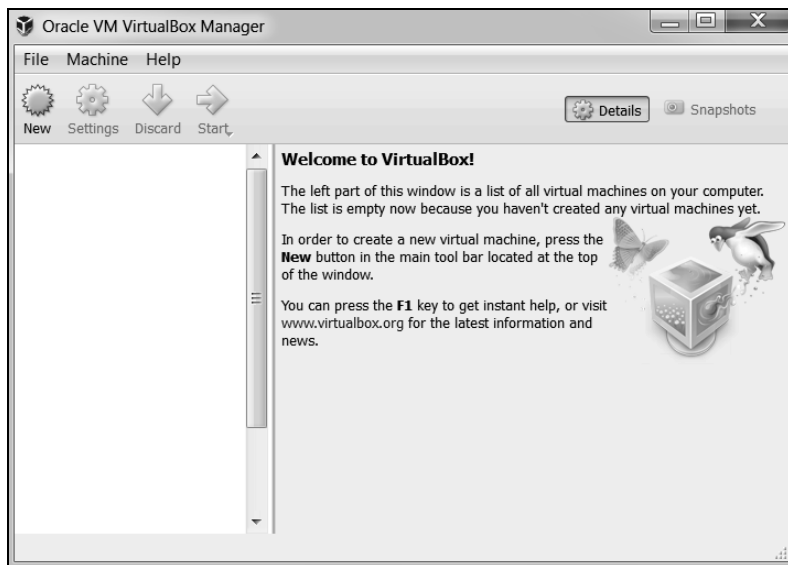 Oracle VM VirtualBox Manager
File Machine Help
New Settings Discard Start
Details Snapshots
Welcome to VirtualBox!
The left part of this window is a list of all virtual machines on your computer.
The list is empty now because you haven't created any virtual machines yet.
In order to create a new virtual machine, press the
New button in the main tool bar located at the top
of the window.
You can press the F1 key to get instant help, or visit
www.virtualbox.org for the latest information and
news.